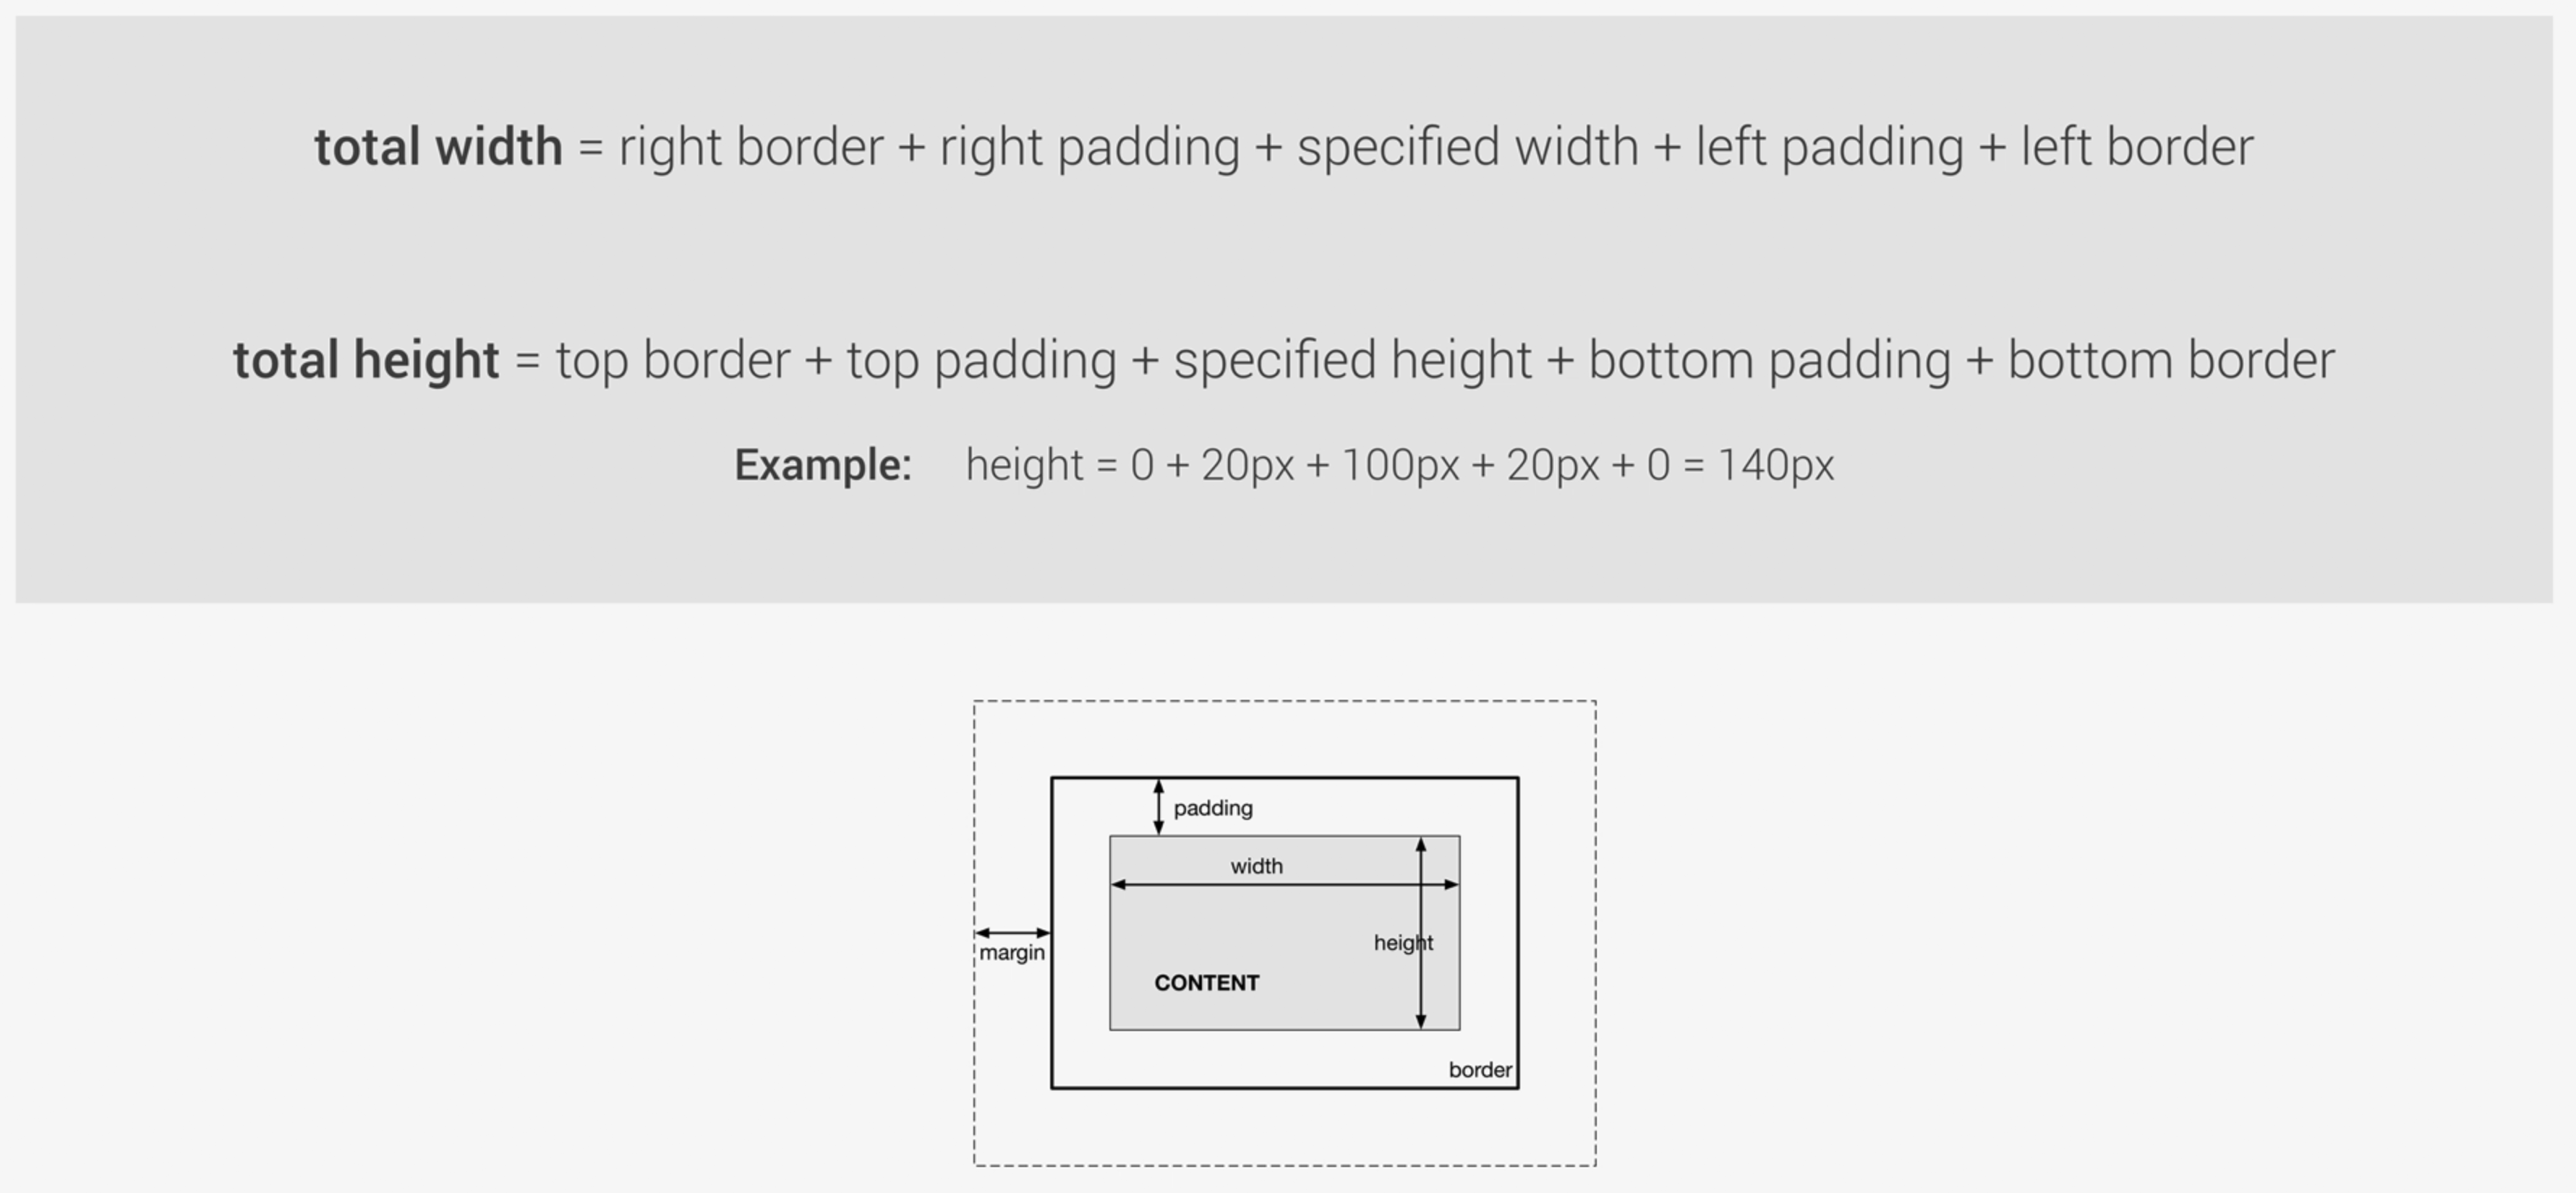 total width = right border + right padding + specified width + left padding + left border
total height = top border + top padding + specified height + bottom padding + bottom border
Example: height = 0 + 20px + 100px + 20px + 0 = 140px
padding
width
height
margin
CONTENT
border